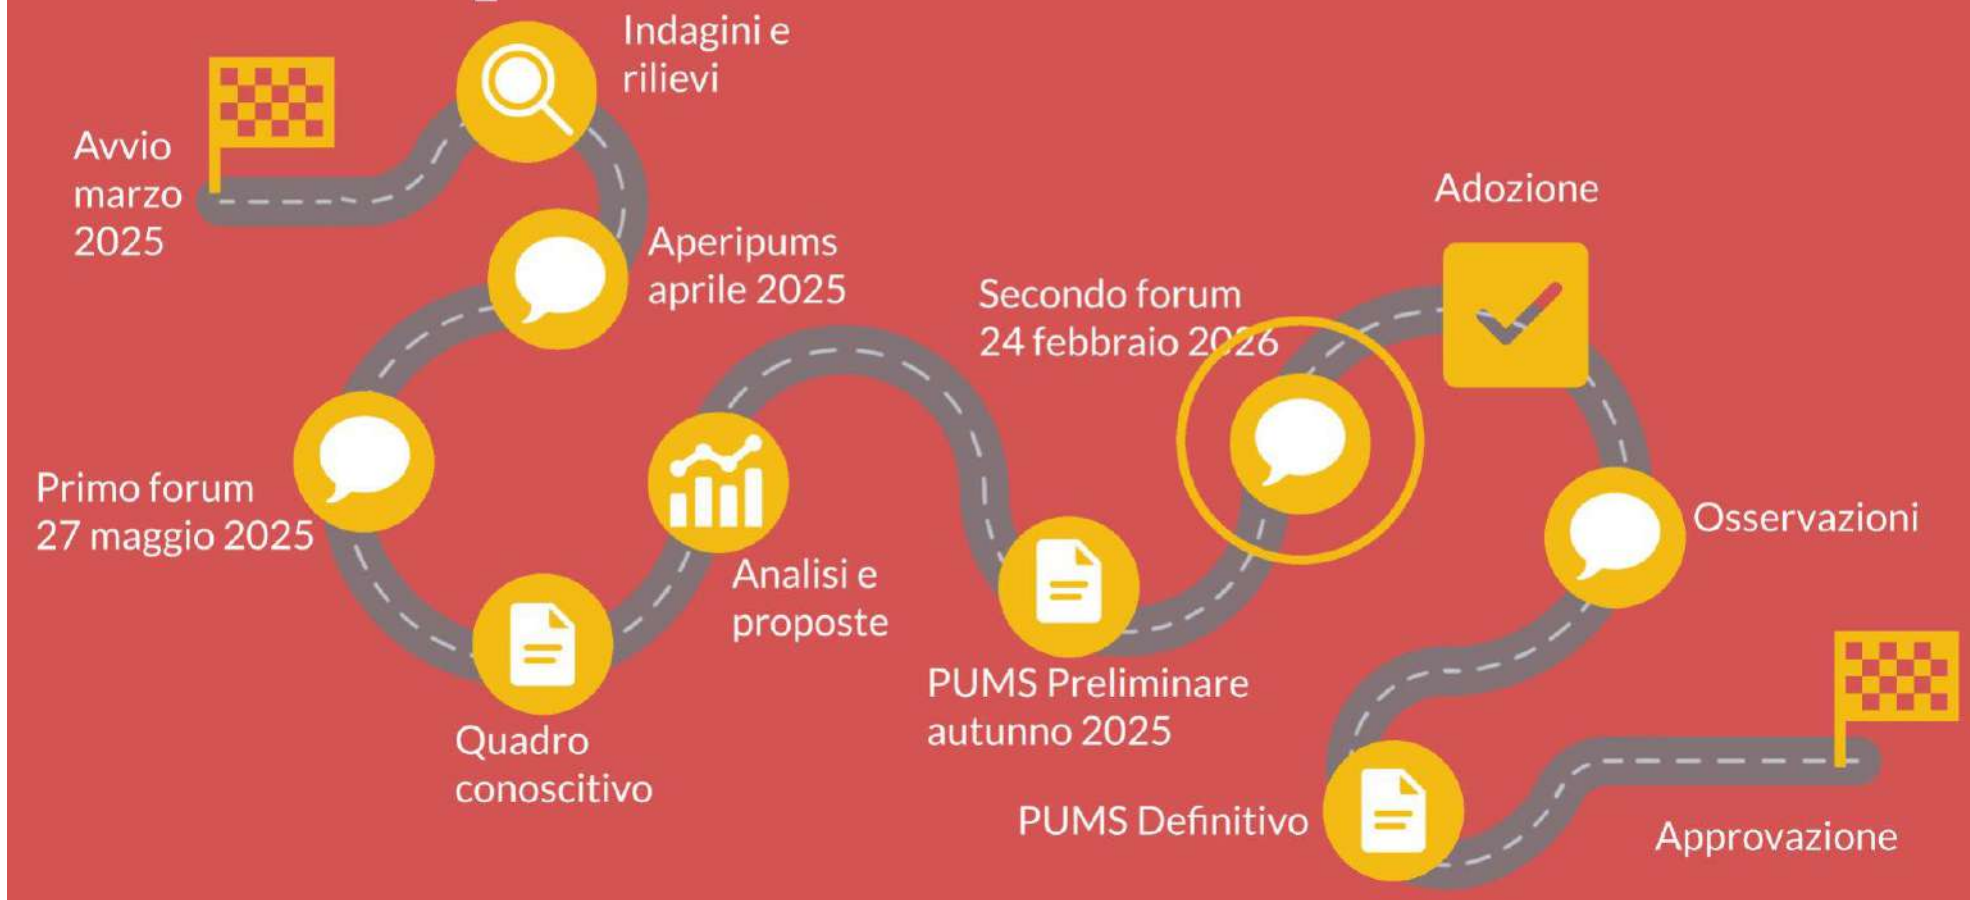 Avvio
marzo
2025
Indagini e
rilievi
Aperipums
aprile 2025
Primo forum
27 maggio 2025
Quadro
conoscitivo
Analisi e
proposte
PUMS Preliminare
autunno 2025
Secondo forum
24 febbraio 2026
Adozione
Osservazioni
PUMS Definitivo
Approvazione